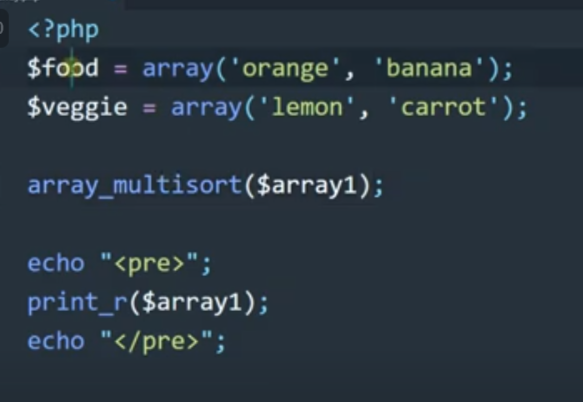 <?php
$food = array('orange', 'banana');
$veggie = array('lemon', 'carrot');
array_multisort($array1);
echo "<pre>";
print_r($array1);
echo "</pre>";